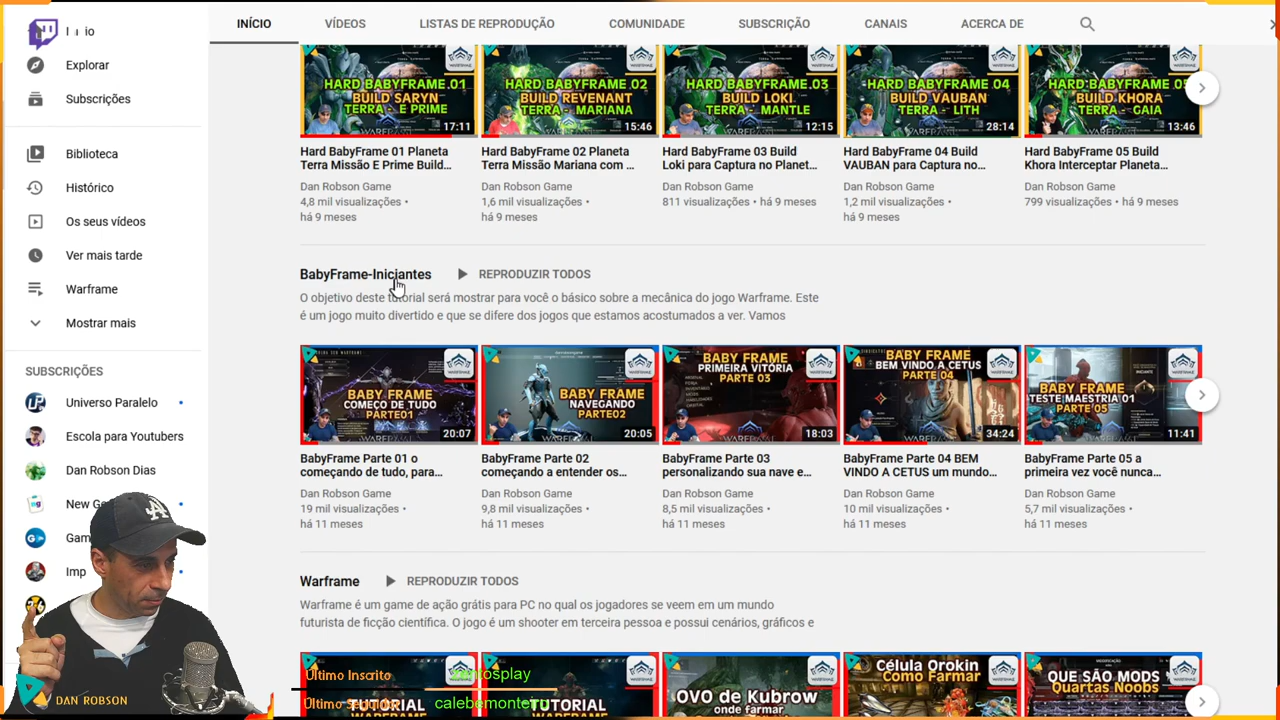 INÍCIO
VÍDEOS
LISTAS DE REPRODUÇÃO
COMUNIDADE
SUBSCRIÇÃO
CANAIS
ACERCA DE
Explorar
Subscrições
Biblioteca
Histórico
Os seus vídeos
Ver mais tarde
Warframe
Mostrar mais
SUBSCRIÇÕES
Universo Paralelo
Escola para Youtubers
Dan Robson Dias
New Ge
Gam
Imp
HARD BABYFRAME.01
BUILD SARYN
TERRA - E PRIME
WARFRAME
17:11
HARD BABYFRAME 02
BUILD REVENANT
TERRA - MARIANA
15:46
HARD BABYFRAME.03
BUILD LOKI
TERRA - MANTLE
12:15
HARD BABYFRAME 04
BUILD VAUBAN
TERRA - LITH
28:14
HARD BABYFRAME 05
BUILD KHORA
TERRA - GAIA
13:46
Hard BabyFrame 01 Planeta
Terra Missão E Prime Build...
Dan Robson Game
4,8 mil visualizações •
há 9 meses
Hard BabyFrame 02 Planeta
Terra Missão Mariana com ...
Dan Robson Game
1,6 mil visualizações •
há 9 meses
Hard BabyFrame 03 Build
Loki para Captura no Planet...
Dan Robson Game
811 visualizações • há 9 meses
Hard BabyFrame 04 Build
VAUBAN para Captura no...
Dan Robson Game
1,2 mil visualizações •
há 9 meses
Hard BabyFrame 05 Build
Khora Interceptar Planeta...
Dan Robson Game
799 visualizações • há 9 meses
BabyFrame-Iniciantes
REPRODUZIR TODOS
O objetivo deste tutorial será mostrar para você o básico sobre a mecânica do jogo Warframe. Este
é um jogo muito divertido e que se difere dos jogos que estamos acostumados a ver. Vamos
BABY FRAME
COMEÇO DE TUDO
PARTE01
20:07
BABY FRAME
NAVEGANDO
PARTE02
20:05
BABY FRAME
PRIMEIRA VITÓRIA
PARTE 03
18:03
BABY FRAME
BEM VINDO A CETUS
PARTE 04
34:24
BABY FRAME
TESTE MAESTRIA 01
PARTE 05
11:41
BabyFrame Parte 01 o
começando de tudo, para...
Dan Robson Game
19 mil visualizações •
há 11 meses
BabyFrame Parte 02
começando a entender os...
Dan Robson Game
9,8 mil visualizações •
há 11 meses
BabyFrame Parte 03
personalizando sua nave e...
Dan Robson Game
8,5 mil visualizações •
há 11 meses
BabyFrame Parte 04 BEM
VINDO A CETUS um mundo...
Dan Robson Game
10 mil visualizações •
há 11 meses
BabyFrame Parte 05 a
primeira vez você nunca...
Dan Robson Game
5,7 mil visualizações •
há 11 meses
Warframe
REPRODUZIR TODOS
Warframe é um game de ação grátis para PC no qual os jogadores se veem em um mundo
futurista de ficção científica. O jogo é um shooter em terceira pessoa e possui cenários, gráficos e
TUTORIAL
TUTORIAL
OVO de Kubrow
onde farmar
Célula Orokin
Como Farmar
QUE SÃO MODS
Quartas Noobs
Último Inscrito
Último
calebemonteiro
DAN ROBSON